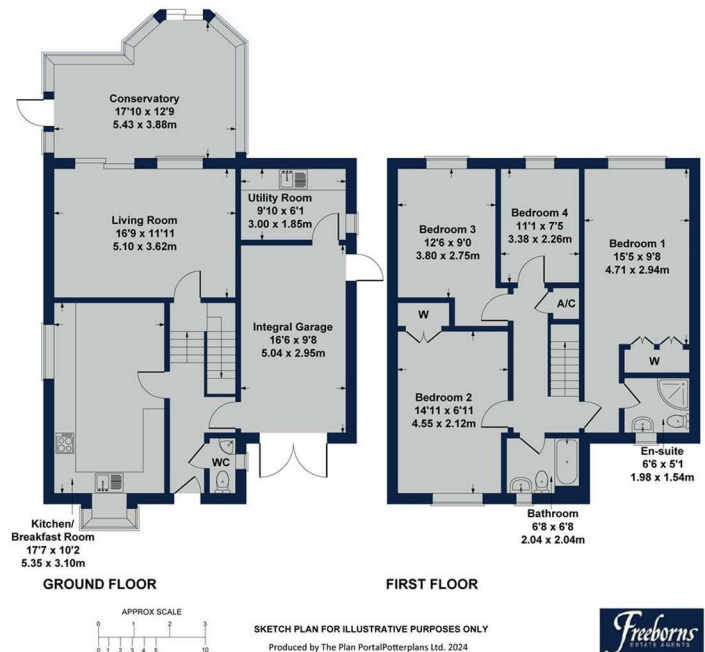 Conservatory
17'10 x 12'9
5.43 x 3.88m
Living Room
16'9 x 11'11
5.10 x 3.62m
Utility Room
9'10 x 6'1
3.00 x 1.85m
Integral Garage
16'6 x 9'8
5.04 x 2.95m
WC
Kitchen/
Breakfast Room
17'7 x 10'2
5.35 x 3.10m
GROUND FLOOR
Bedroom 3
12'6 x 9'0
3.80 x 2.75m
Bedroom 4
11'1 x 7'5
3.38 x 2.26m
Bedroom 1
15'5 x 9'8
4.71 x 2.94m
A/C
W
W
Bedroom 2
14'11 x 6'11
4.55 x 2.12m
En-suite
6'6 x 5'1
1.98 x 1.54m
Bathroom
6'8 x 6'8
2.04 x 2.04m
FIRST FLOOR
APPROX SCALE
0 1 2 3
0 1 2 3 4 5 10
SKETCH PLAN FOR ILLUSTRATIVE PURPOSES ONLY
Produced by The Plan PortalPotterplans Ltd. 2024
Freeborns
ESTATE AGENTS